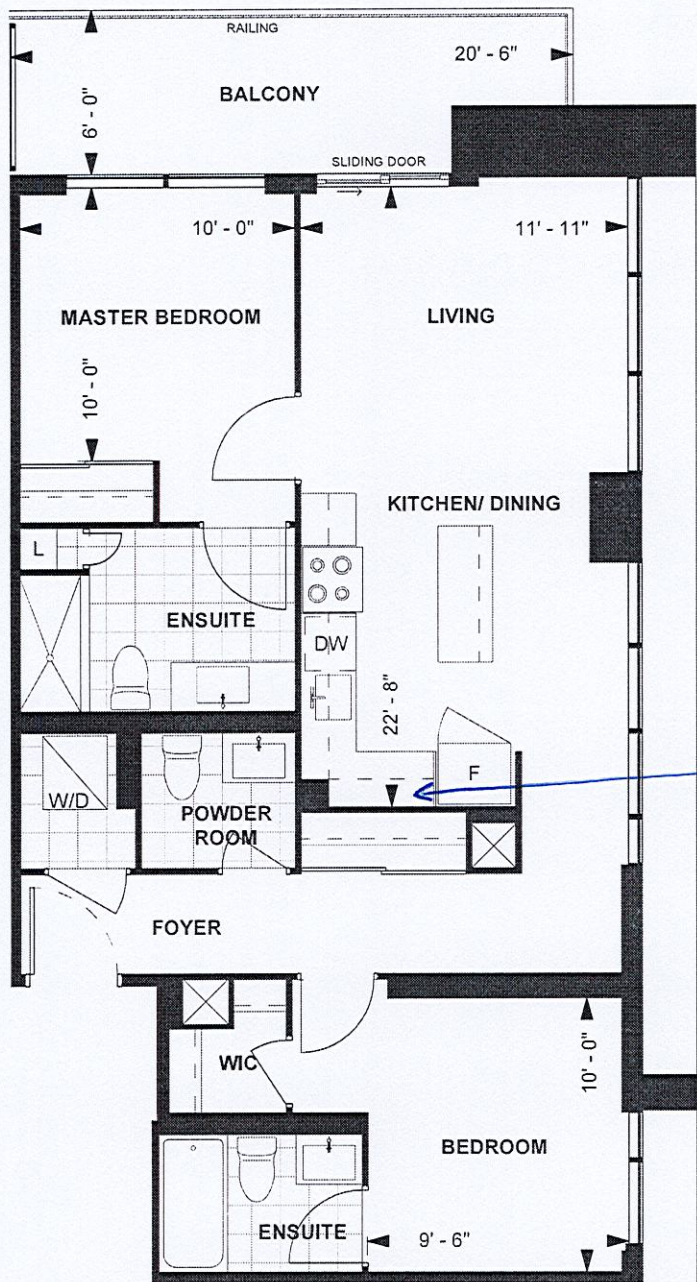 RAILING
20' - 6"
BALCONY
6' - 0"
SLIDING DOOR
10' - 0"
11' - 11"
MASTER BEDROOM
LIVING
10' - 0"
KITCHEN/ DINING
L
ENSUITE
DW
22' - 8"
F
W/D
POWDER
ROOM
FOYER
WIC
10' - 0"
BEDROOM
ENSUITE
9' - 6"